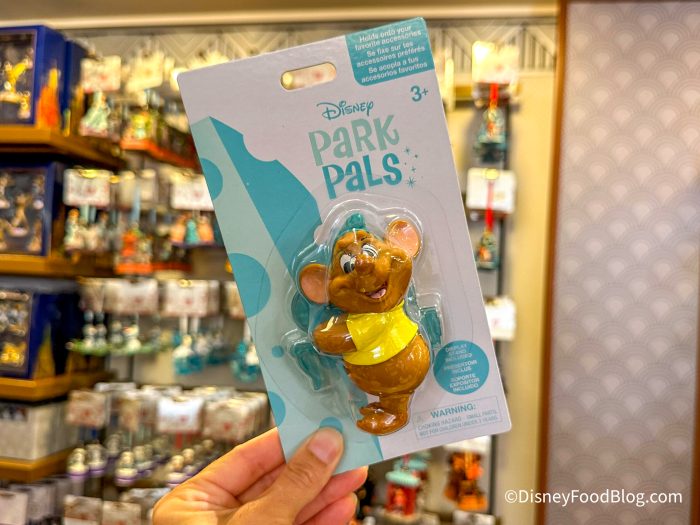 Holds onto your
favorite accessories
Se fixe sur tes
accessoires préférés
Se acopla a tus
accesorios favoritos
3+
Disney
PARK
PALS
DISPLAY
STAND
INCLUDED
PRÉSENTOIR
INCLUS
SOPORTE
EXPOSITOR
INCLUIDO
WARNING:
CHOKING HAZARD - SMALL PARTS.
NOT FOR CHILDREN UNDER 3 YEARS.
©DisneyFoodBlog.com